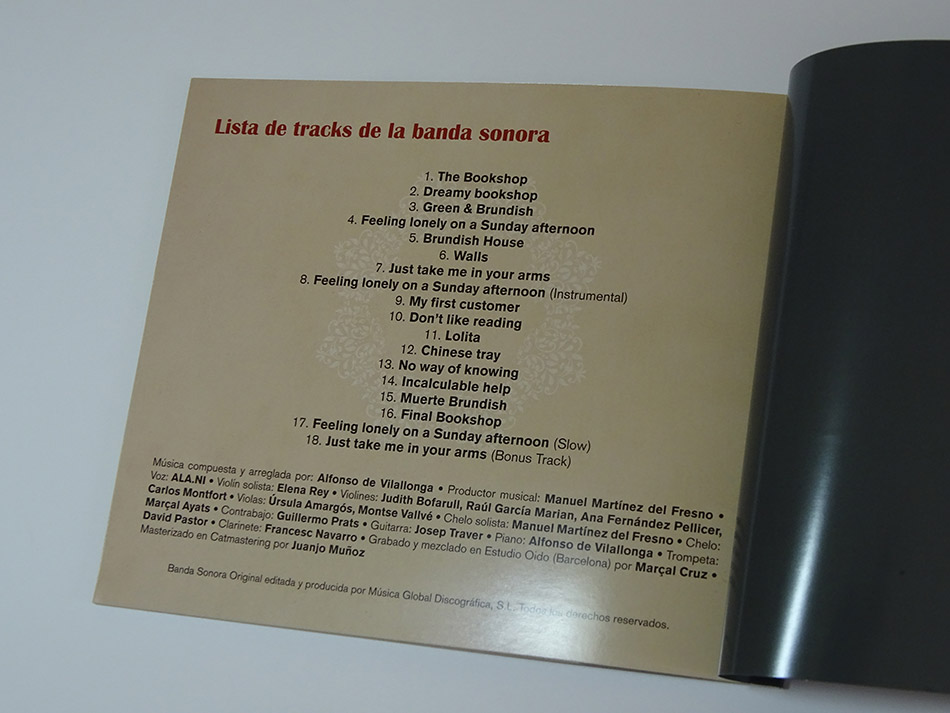 Lista de tracks de la banda sonora
1. The Bookshop
2. Dreamy bookshop
3. Green & Brundish
4. Feeling lonely on a Sunday afternoon
5. Brundish House
6. Walls
7. Just take me in your arms
8. Feeling lonely on a Sunday afternoon (Instrumental)
9. My first customer
10. Don't like reading
11. Lolita
12. Chinese tray
13. No way of knowing
14. Incalculable help
15. Muerte Brundish
16. Final Bookshop
17. Feeling lonely on a Sunday afternoon (Slow)
18. Just take me in your arms (Bonus Track)
Música compuesta y arreglada por: Alfonso de Vilallonga • Productor musical: Manuel Martínez del Fresno •
Voz: ALA.NI • Violín solista: Elena Rey • Violines: Judith Bofarull, Raúl García Marian, Ana Fernández Pellicer,
Carlos Montfort • Violas: Úrsula Amargós, Montse Vallvé • Chelo solista: Manuel Martínez del Fresno • Chelo:
Marçal Ayats • Contrabajo: Guillermo Prats • Guitarra: Josep Traver • Piano: Alfonso de Vilallonga • Trompeta:
David Pastor • Clarinete: Francesc Navarro • Grabado y mezclado en Estudio Oido (Barcelona) por Marçal Cruz •
Masterizado en Catmastering por Juanjo Muñoz
Banda Sonora Original editada y producida por Música Global Discográfica, S.L. Todos los derechos reservados.